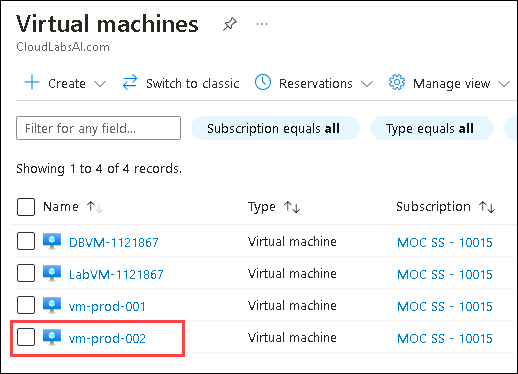 Virtual machines
CloudLabsAI.com
Create Switch to classic Reservations Manage view
Filter for any field... Subscription equals all Type equals all
Showing 1 to 4 of 4 records.
Name Type Subscription
DBVM-1121867 Virtual machine MOC SS - 10015
LabVM-1121867 Virtual machine MOC SS - 10015
vm-prod-001 Virtual machine MOC SS - 10015
vm-prod-002 Virtual machine MOC SS - 10015